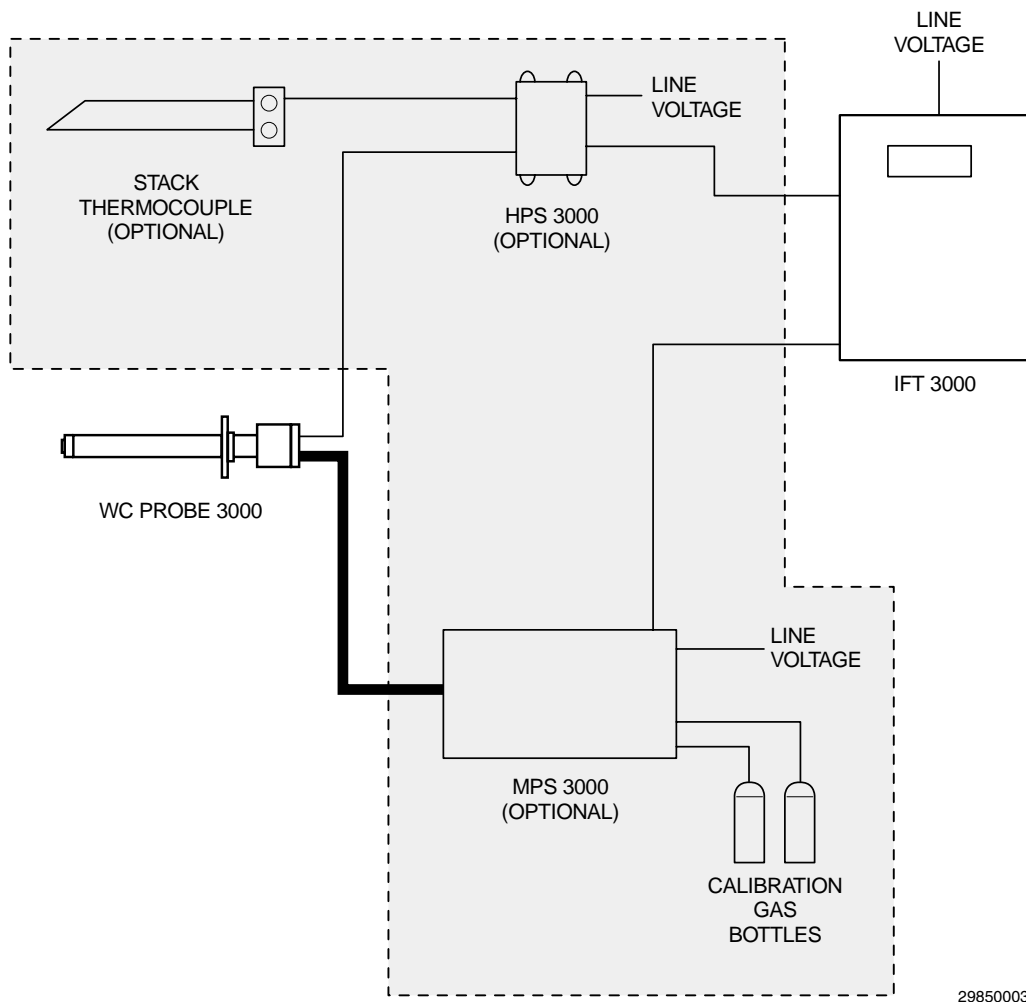 LINE
VOLTAGE
LINE
VOLTAGE
STACK
THERMOCOUPLE
(OPTIONAL)
HPS 3000
(OPTIONAL)
IFT 3000
WC PROBE 3000
LINE
VOLTAGE
MPS 3000
(OPTIONAL)
CALIBRATION
GAS
BOTTLES
29850003